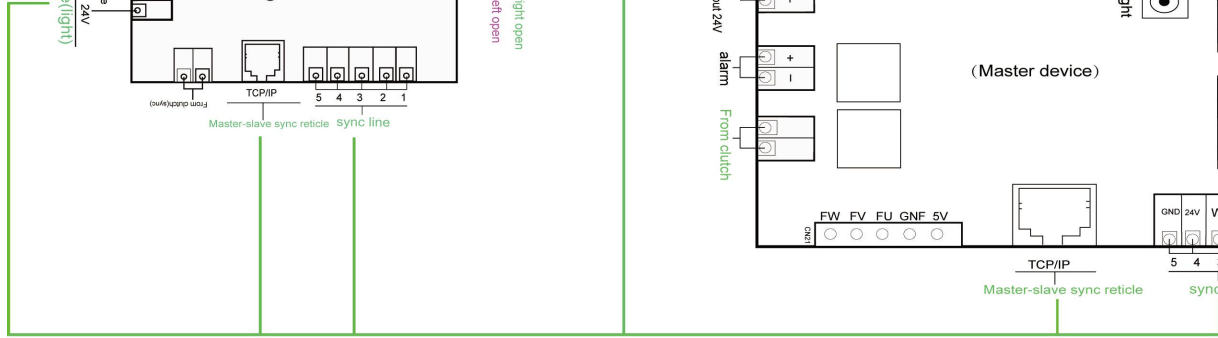 (light)
24V
From clutch(sync)
TCP/IP
Master-slave sync reticle
5 4 3 2 1
sync line
eft open
ight open
out 24V
−
alarm
+
−
From clutch
(Master device)
ght
FW FV FU GNF 5V
CN21
GND 24V
5 4
TCP/IP
Master-slave sync reticle
sync